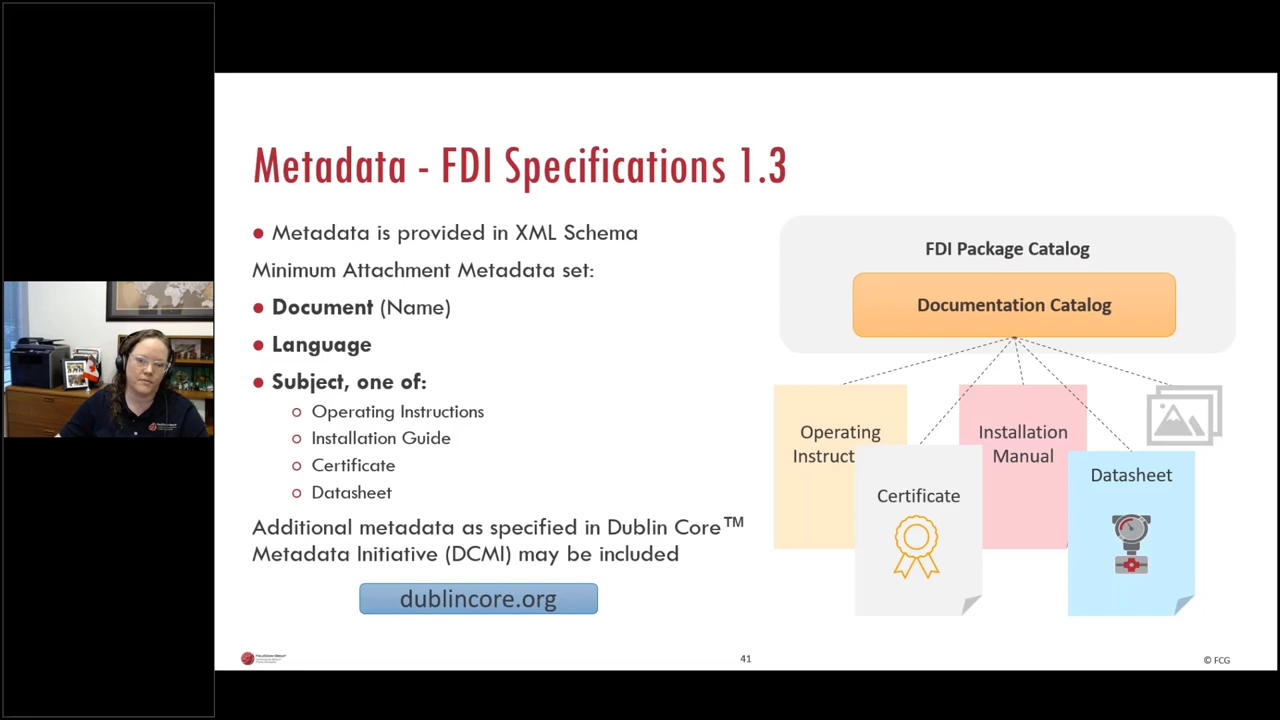 Metadata - FDI Specifications 1.3
● Metadata is provided in XML Schema
Minimum Attachment Metadata set:
● Document (Name)
● Language
● Subject, one of:
○ Operating Instructions
○ Installation Guide
○ Certificate
○ Datasheet
Additional metadata as specified in Dublin Core™
Metadata Initiative (DCMI) may be included
dublincore.org
FDI Package Catalog
Documentation Catalog
Operating
Instruct
Certificate
Installation
Manual
Datasheet
41
© FCG